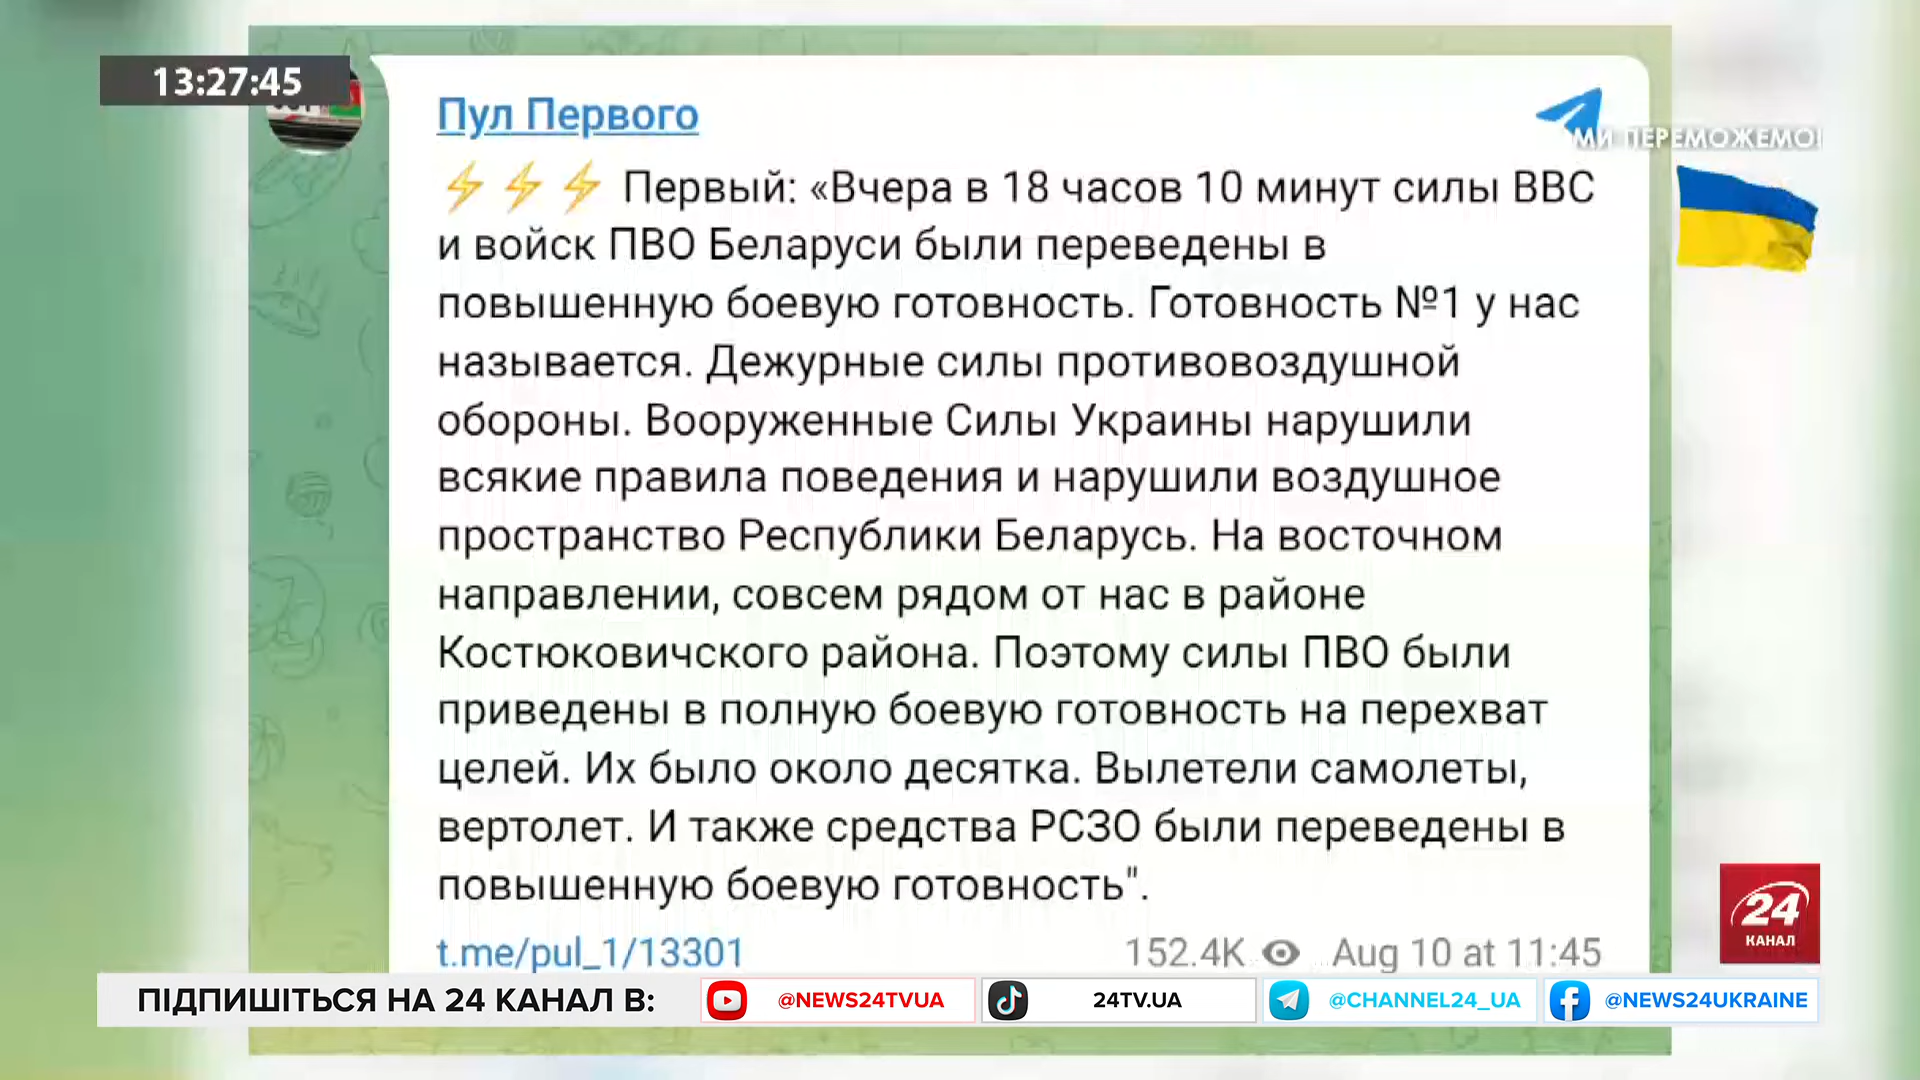 13:27:45
Пул Первого
МИ ПЕРЕМОЖЕМО!
Первый: «Вчера в 18 часов 10 минут силы ВВС
и войск ПВО Беларуси были переведены в
повышенную боевую готовность. Готовность №1 у нас
называется. Дежурные силы противовоздушной
обороны. Вооруженные Силы Украины нарушили
всякие правила поведения и нарушили воздушное
пространство Республики Беларусь. На восточном
направлении, совсем рядом от нас в районе
Костюковичского района. Поэтому силы ПВО были
приведены в полную боевую готовность на перехват
целей. Их было около десятка. Вылетели самолеты,
вертолет. И также средства РСЗО были переведены в
повышенную боевую готовность".
t.me/pul_1/13301 152.4K Aug 10 at 11:45
24
КАНАЛ
ПІДПИШІТЬСЯ НА 24 КАНАЛ В: @NEWS24TVUA 24TV.UA @CHANNEL24_UA @NEWS24UKRAINE